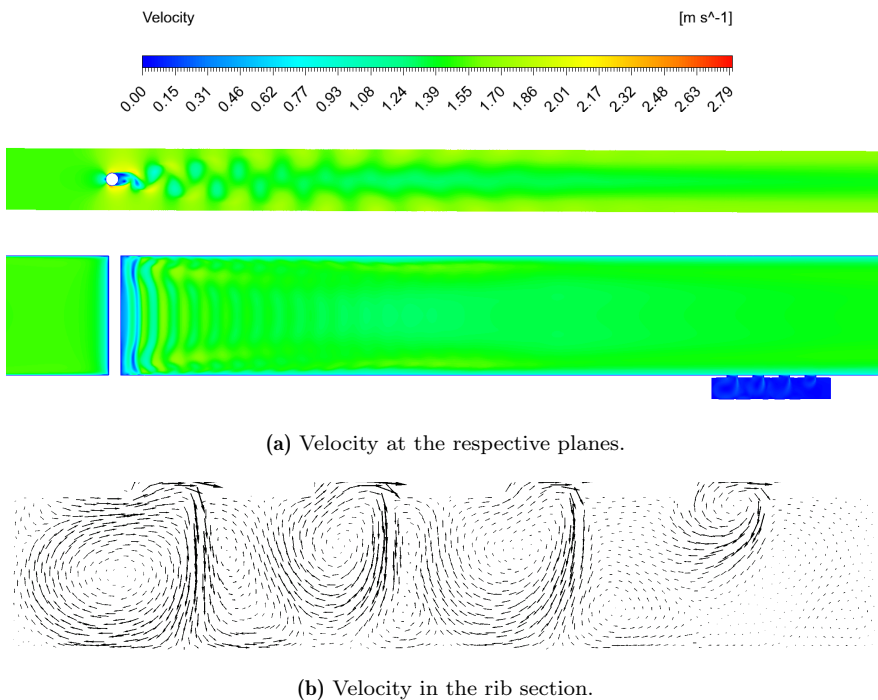 Velocity [m s^-1]
0.00 0.15 0.31 0.46 0.62 0.77 0.93 1.08 1.24 1.39 1.55 1.70 1.86 2.01 2.17 2.32 2.48 2.63 2.79
(a) Velocity at the respective planes.
(b) Velocity in the rib section.